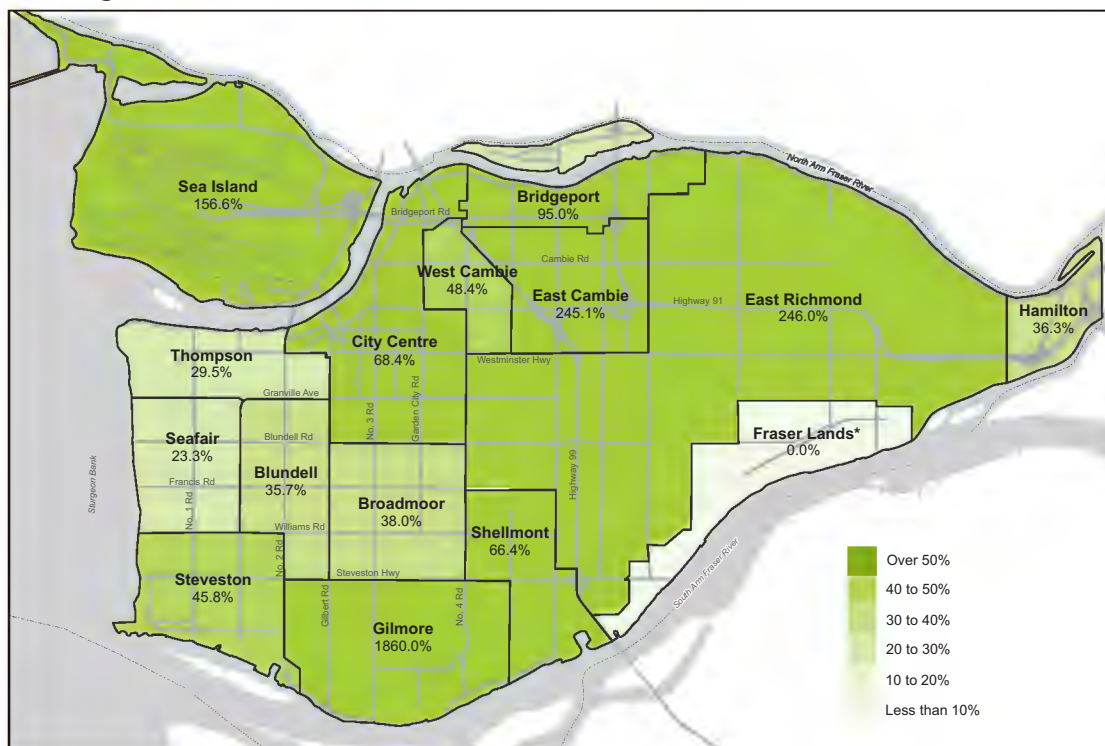 North Arm Fraser River
Sea Island
156.6%
Bridgeport Rd
Bridgeport
95.0%
West Cambie
48.4%
Cambie Rd
East Cambie
245.1%
Highway 91
East Richmond
246.0%
Hamilton
36.3%
Thompson
29.5%
City Centre
68.4%
Westminster Hwy
Granville Ave
No. 3 Rd
Garden City Rd
Seafair
23.3%
Blundell Rd
Blundell
35.7%
Francis Rd
No. 1 Rd
Sturgeon Bank
Broadmoor
38.0%
Williams Rd
No. 2 Rd
Highway 99
Fraser Lands*
0.0%
Shellmont
66.4%
Steveston Hwy
Steveston
45.8%
Gilbert Rd
No. 4 Rd
Gilmore
1860.0%
South Arm Fraser River
Over 50%
40 to 50%
30 to 40%
20 to 30%
10 to 20%
Less than 10%